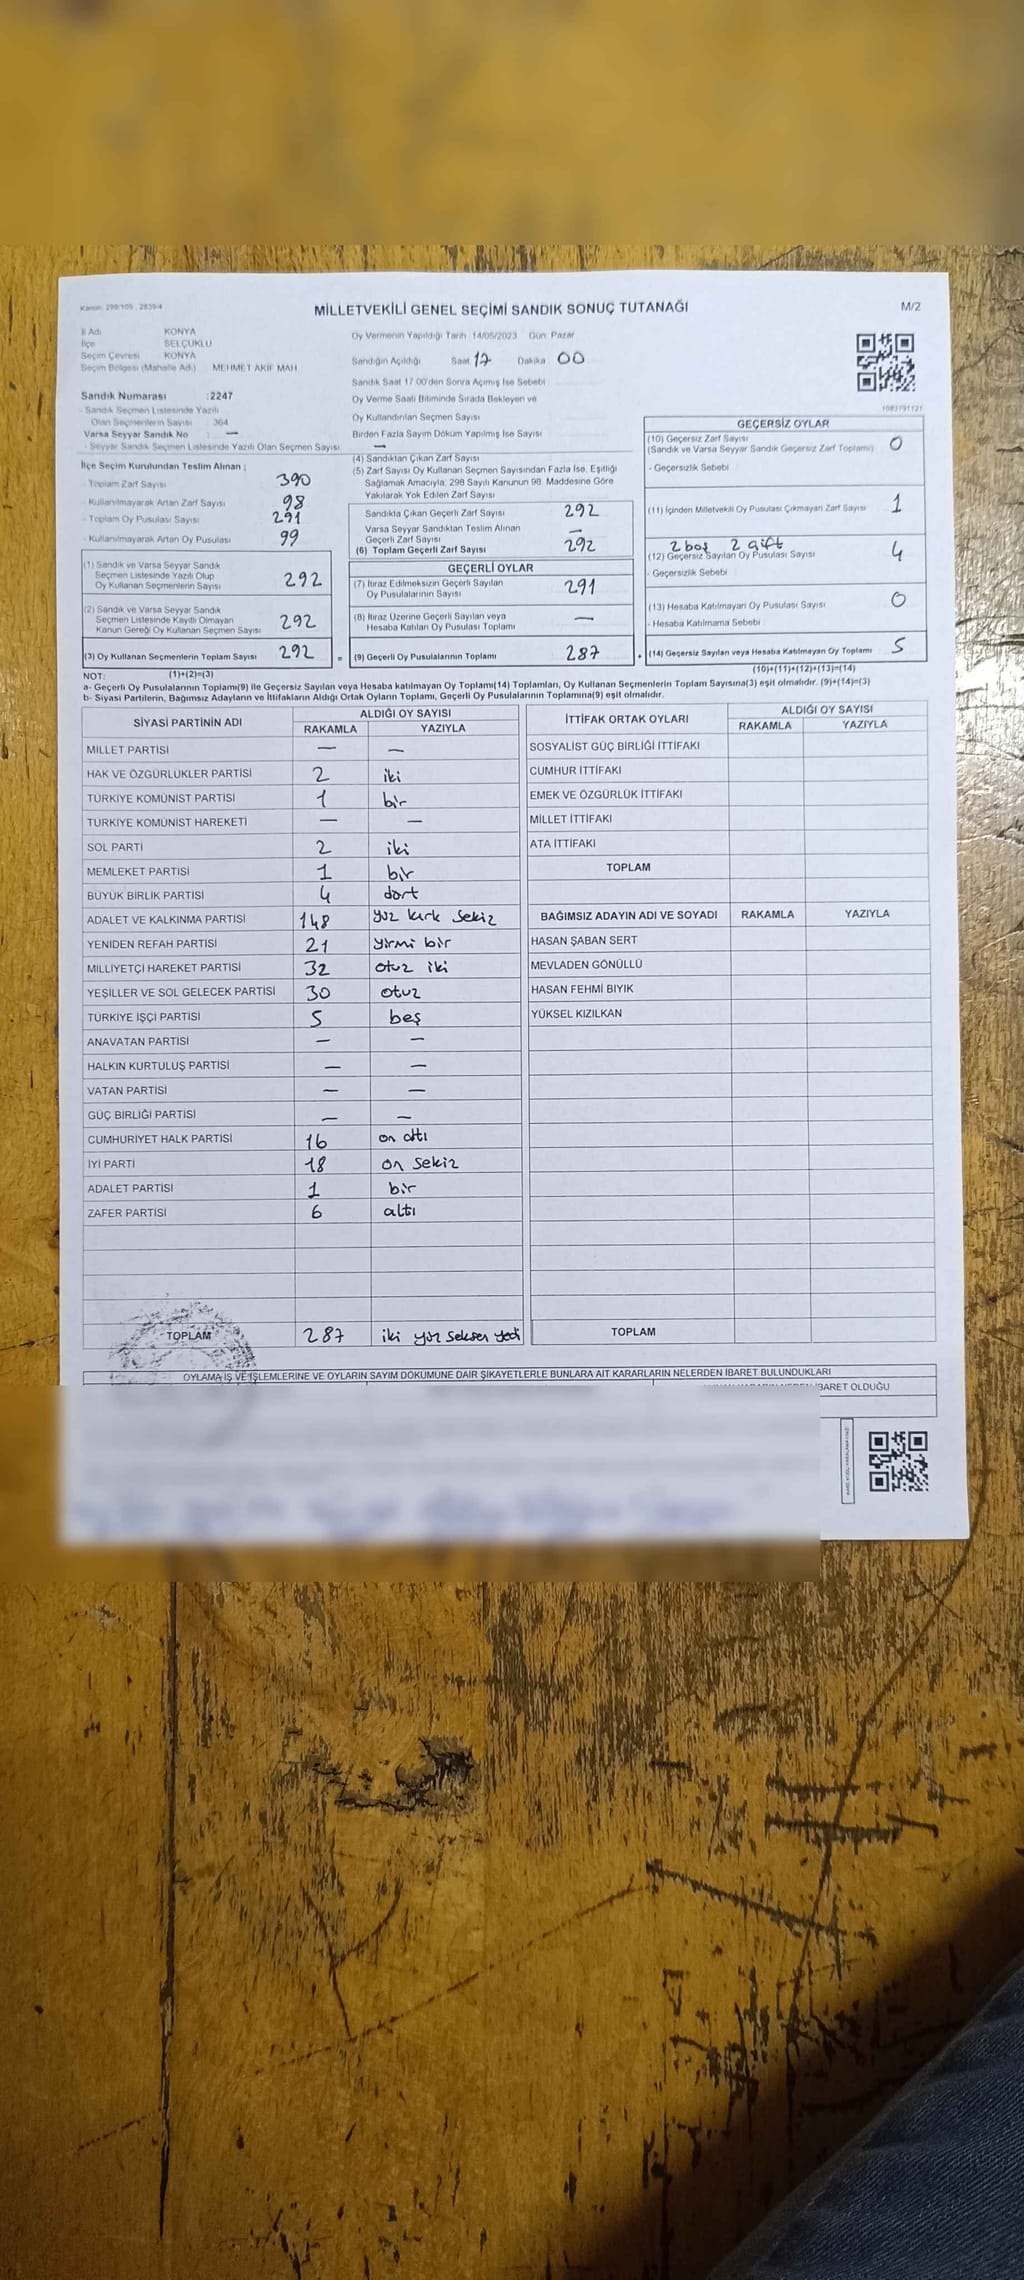 Kanun: 298/105 , 2839/4
MİLLETVEKİLİ GENEL SEÇİMİ SANDIK SONUÇ TUTANAĞI
M/2
İl Adı KONYA
İlçe SELÇUKLU
Seçim Çevresi KONYA
Seçim Bölgesi (Mahalle Adı) MEHMET AKİF MAH
Sandık Numarası :2247
- Sandık Seçmen Listesinde Yazılı
Olan Seçmenlerin Sayısı 364
Varsa Seyyar Sandık No : —
- Seyyar Sandık Seçmen Listesinde Yazılı Olan Seçmen Sayısı : —
Oy Vermenin Yapıldığı Tarih : 14/05/2023 Gün: Pazar
Sandığın Açıldığı Saat 17 Dakika 00
Sandık Saat 17:00'den Sonra Açımış İse Sebebi
Oy Verme Saati Bitiminde Sırada Bekleyen ve
Oy Kullandırılan Seçmen Sayısı
Birden Fazla Sayım Döküm Yapılmış İse Sayısı
1083791121
İlçe Seçim Kurulundan Teslim Alınan ;
- Toplam Zarf Sayısı 390
- Kullanılmayarak Artan Zarf Sayısı 98
- Toplam Oy Pusulası Sayısı 291
- Kullanılmayarak Artan Oy Pusulası 99
(1) Sandık ve Varsa Seyyar Sandık
Seçmen Listesinde Yazılı Olup
Oy Kullanan Seçmenlerin Sayısı 292
(2) Sandık ve Varsa Seyyar Sandık
Seçmen Listesinde Kayıtlı Olmayan
Kanun Gereği Oy Kullanan Seçmen Sayısı 292
(3) Oy Kullanan Seçmenlerin Toplam Sayısı 292 =
(4) Sandıktan Çıkan Zarf Sayısı
(5) Zarf Sayısı Oy Kullanan Seçmen Sayısından Fazla İse, Eşitliği
Sağlamak Amacıyla, 298 Sayılı Kanunun 98. Maddesine Göre
Yakılarak Yok Edilen Zarf Sayısı
Sandıkta Çıkan Geçerli Zarf Sayısı 292
Varsa Seyyar Sandıktan Teslim Alınan
Geçerli Zarf Sayısı —
(6) Toplam Geçerli Zarf Sayısı 292
GEÇERLİ OYLAR
(7) İtiraz Edilmeksizin Geçerli Sayılan
Oy Pusulalarının Sayısı 291
(8) İtiraz Üzerine Geçerli Sayılan veya
Hesaba Katılan Oy Pusulası Toplamı —
(9) Geçerli Oy Pusulalarının Toplamı 287 +
GEÇERSİZ OYLAR
(10) Geçersiz Zarf Sayısı
(Sandık ve Varsa Seyyar Sandık Geçersiz Zarf Toplamı) 0
- Geçersizlik Sebebi
(11) İçinden Milletvekili Oy Pusulası Çıkmayan Zarf Sayısı 1
2 boş 2 çift
(12) Geçersiz Sayılan Oy Pusulası Sayısı 4
- Geçersizlik Sebebi
(13) Hesaba Katılmayan Oy Pusulası Sayısı 0
- Hesaba Katılmama Sebebi
(14) Geçersiz Sayılan veya Hesaba Katılmayan Oy Toplamı 5
NOT: (1)+(2)=(3) (10)+(11)+(12)+(13)=(14)
a- Geçerli Oy Pusulalarının Toplamı(9) ile Geçersiz Sayılan veya Hesaba katılmayan Oy Toplamı(14) Toplamları, Oy Kullanan Seçmenlerin Toplam Sayısına(3) eşit olmalıdır. (9)+(14)=(3)
b- Siyasi Partilerin, Bağımsız Adayların ve İttifakların Aldığı Ortak Oyların Toplamı, Geçerli Oy Pusulalarının Toplamına(9) eşit olmalıdır.
SİYASİ PARTİNİN ADI ALDIĞI OY SAYISI
RAKAMLA YAZIYLA
MİLLET PARTİSİ — —
HAK VE ÖZGÜRLÜKLER PARTİSİ 2 iki
TÜRKİYE KOMÜNİST PARTİSİ 1 bir
TÜRKİYE KOMÜNİST HAREKETİ — —
SOL PARTİ 2 iki
MEMLEKET PARTİSİ 1 bir
BÜYÜK BİRLİK PARTİSİ 4 dört
ADALET VE KALKINMA PARTİSİ 148 yüz kırk sekiz
YENİDEN REFAH PARTİSİ 21 yirmi bir
MİLLİYETÇİ HAREKET PARTİSİ 32 otuz iki
YEŞİLLER VE SOL GELECEK PARTİSİ 30 otuz
TÜRKİYE İŞÇİ PARTİSİ 5 beş
ANAVATAN PARTİSİ — —
HALKIN KURTULUŞ PARTİSİ — —
VATAN PARTİSİ — —
GÜÇ BİRLİĞİ PARTİSİ — —
CUMHURİYET HALK PARTİSİ 16 on altı
İYİ PARTİ 18 on sekiz
ADALET PARTİSİ 1 bir
ZAFER PARTİSİ 6 altı
TOPLAM 287 iki yüz seksen yedi
İTTİFAK ORTAK OYLARI ALDIĞI OY SAYISI
RAKAMLA YAZIYLA
SOSYALİST GÜÇ BİRLİĞİ İTTİFAKI
CUMHUR İTTİFAKI
EMEK VE ÖZGÜRLÜK İTTİFAKI
MİLLET İTTİFAKI
ATA İTTİFAKI
TOPLAM
BAĞIMSIZ ADAYIN ADI VE SOYADI RAKAMLA YAZIYLA
HASAN ŞABAN SERT
MEVLADEN GÖNÜLLÜ
HASAN FEHMİ BIYIK
YÜKSEL KIZILKAN
TOPLAM
OYLAMA İŞ VE İŞLEMLERİNE VE OYLARIN SAYIM DÖKÜMÜNE DAİR ŞİKAYETLERLE BUNLARA AİT KARARLARIN NELERDEN İBARET BULUNDUKLARI
İBARET OLDUĞU